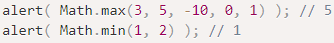 alert( Math.max(3, 5, -10, 0, 1) ); // 5
alert( Math.min(1, 2) ); // 1